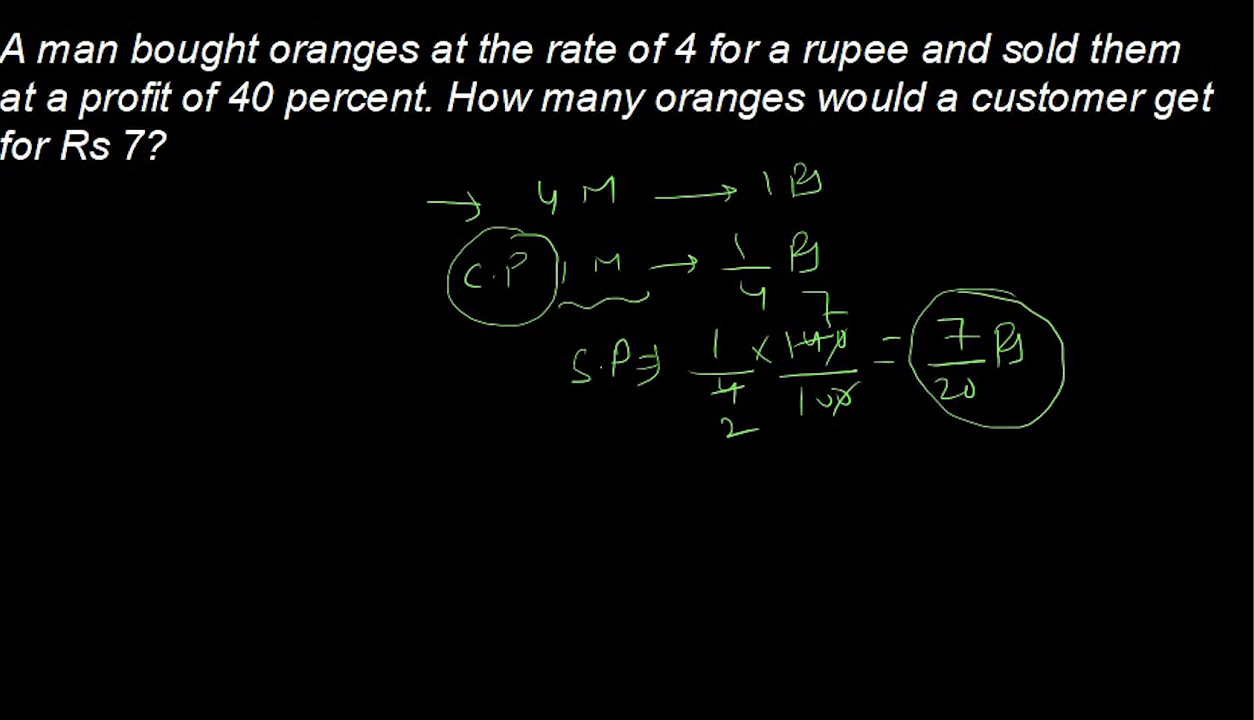 A man bought oranges at the rate of 4 for a rupee and sold them
at a profit of 40 percent. How many oranges would a customer get
for Rs 7?
→ 4 M → 1 Rs
C.P 1 M → 1/4 Rs
S.P ⇒ 1/4 × 140/100 = 7/20 Rs
7
2